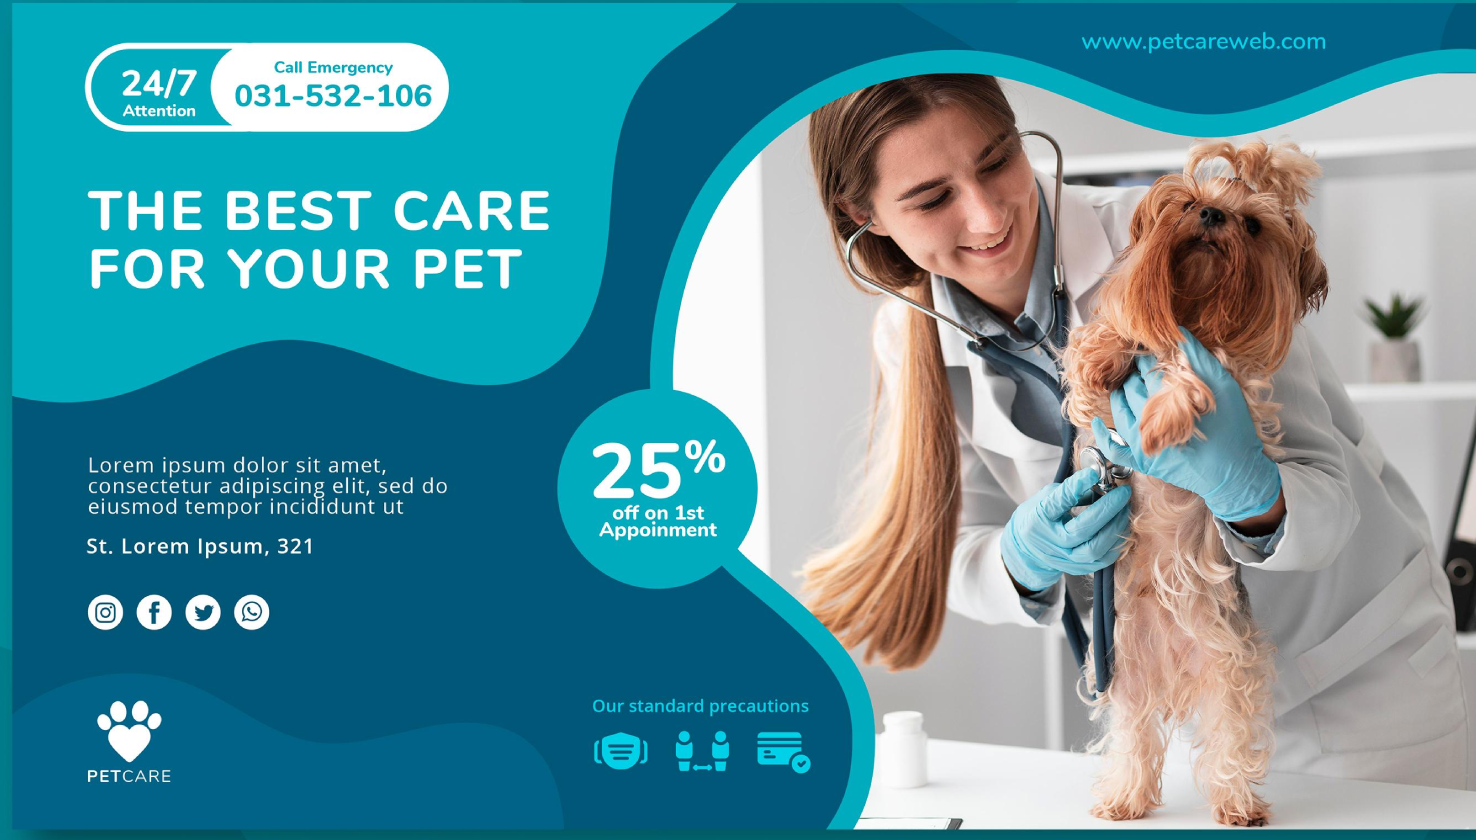 www.petcareweb.com
24/7
Attention
Call Emergency
031-532-106
THE BEST CARE
FOR YOUR PET
Lorem ipsum dolor sit amet,
consectetur adipiscing elit, sed do
eiusmod tempor incididunt ut
St. Lorem Ipsum, 321
25%
off on 1st
Appoinment
Our standard precautions
PETCARE